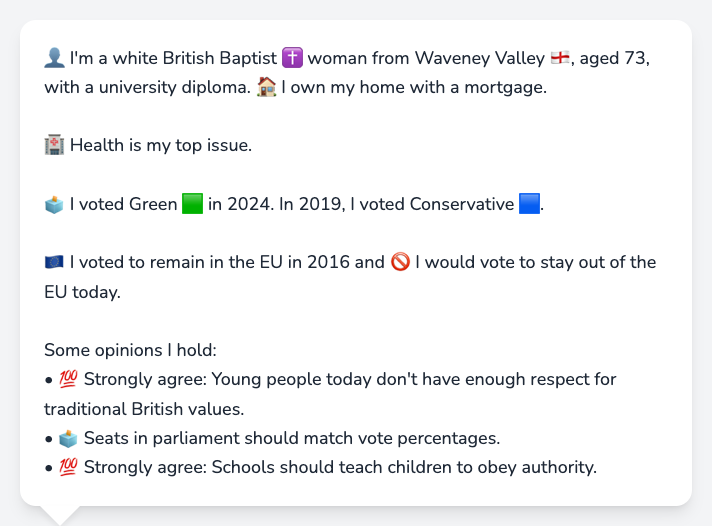 👤 I'm a white British Baptist ✝️ woman from Waveney Valley 🏴󠁧󠁢󠁥󠁮󠁧󠁿, aged 73,
with a university diploma. 🏠 I own my home with a mortgage.
🏥 Health is my top issue.
🗳️ I voted Green 🟩 in 2024. In 2019, I voted Conservative 🟦.
🇪🇺 I voted to remain in the EU in 2016 and 🚫 I would vote to stay out of the
EU today.
Some opinions I hold:
• 💯 Strongly agree: Young people today don't have enough respect for
traditional British values.
• 🗳️ Seats in parliament should match vote percentages.
• 💯 Strongly agree: Schools should teach children to obey authority.